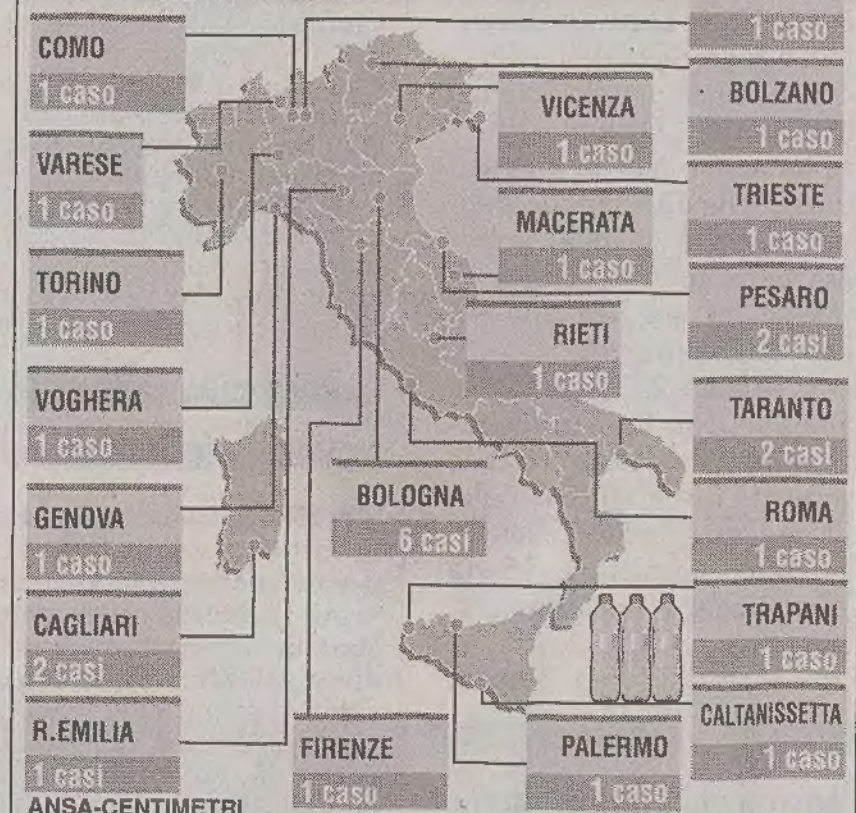 1 caso
COMO
1 caso
BOLZANO
1 caso
VICENZA
1 caso
VARESE
1 caso
TRIESTE
1 caso
MACERATA
1 caso
TORINO
1 caso
PESARO
2 casi
RIETI
1 caso
VOGHERA
1 caso
TARANTO
2 casi
BOLOGNA
6 casi
GENOVA
1 caso
ROMA
1 caso
CAGLIARI
2 casi
TRAPANI
1 caso
R.EMILIA
1 casi
FIRENZE
1 caso
PALERMO
1 caso
CALTANISSETTA
1 caso
ANSA-CENTIMETRI